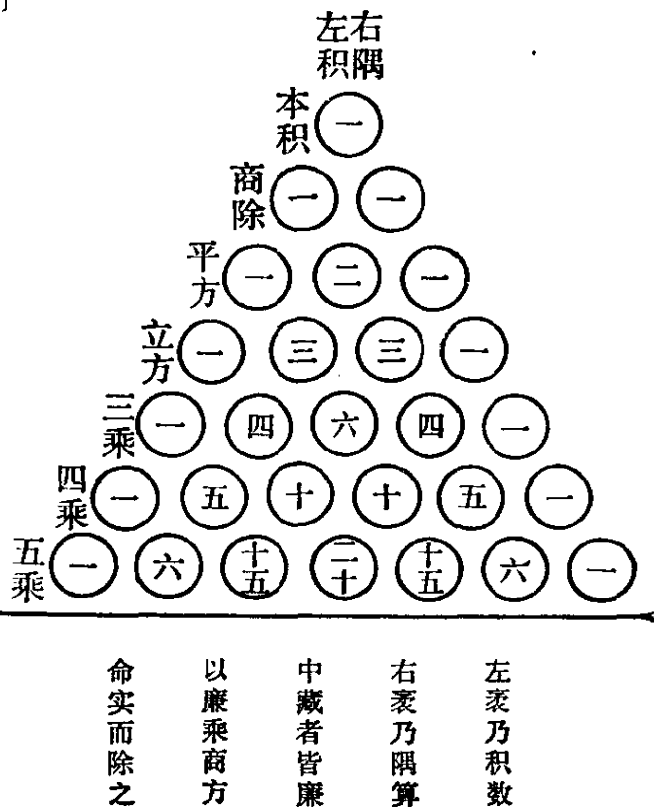 右隅
左积
本积
一
商除
一 一
平方
一 二 一
立方
一 三 三 一
三乘
一 四 六 四 一
四乘
一 五 十 十 五 一
五乘
一 六 十五 二十 十五 六 一
左袤乃积数
右袤乃隅算
中藏者皆廉
以廉乘商方
命实而除之